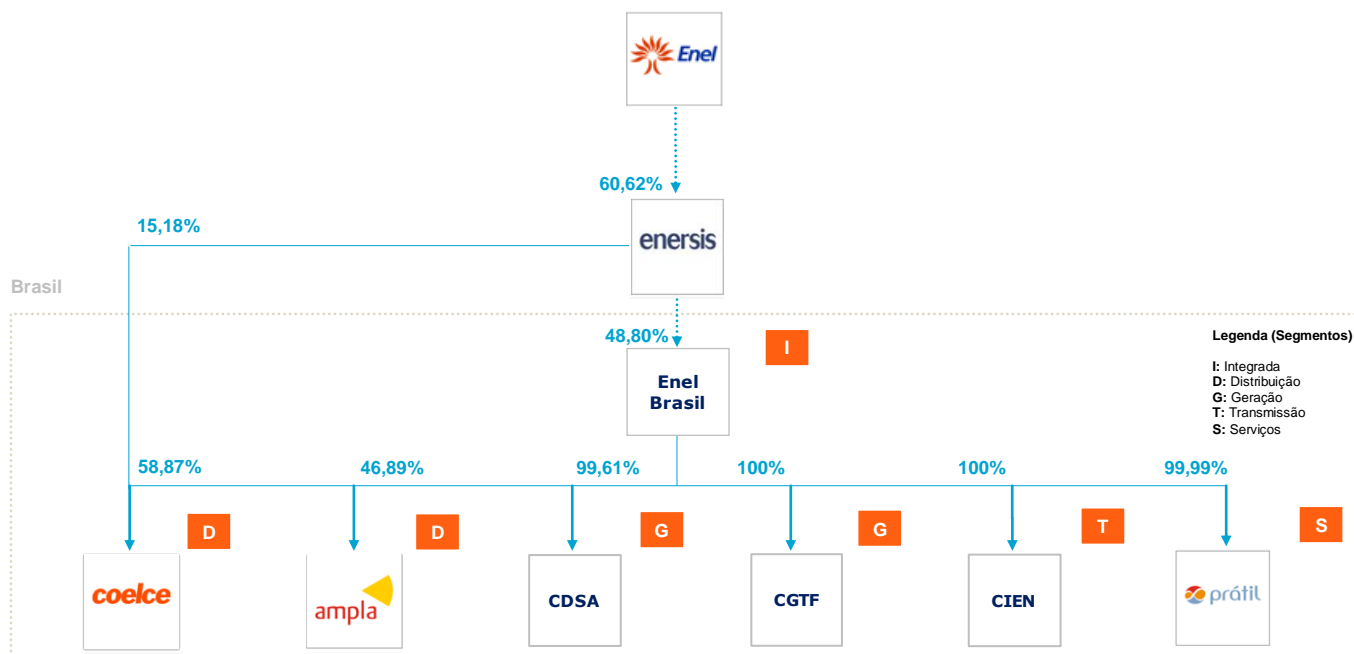 Enel
60,62%
15,18%
enersis
Brasil
48,80%
I
Legenda (Segmentos)
I: Integrada
D: Distribuição
G: Geração
T: Transmissão
S: Serviços
Enel
Brasil
58,87%
46,89%
99,61%
100%
100%
99,99%
D
D
G
G
T
S
coelce
ampla
CDSA
CGTF
CIEN
prátil